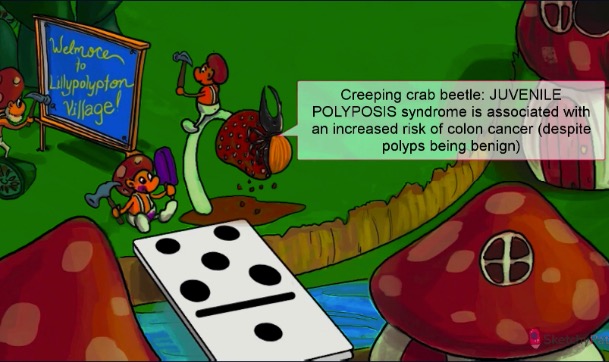 Welmoce
to
Lillypolypton
Village!
Creeping crab beetle: JUVENILE
POLYPOSIS syndrome is associated with
an increased risk of colon cancer (despite
polyps being benign)